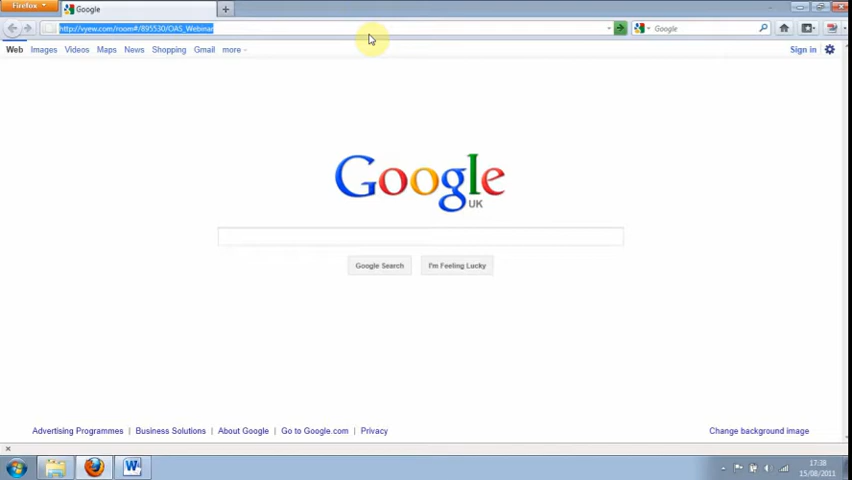 Firefox
Google
http://vyew.com/room#/895530/OAS_Webinar
Google
Web Images Videos Maps News Shopping Gmail more
Sign in
Google
UK
Google Search I'm Feeling Lucky
Advertising Programmes Business Solutions About Google Go to Google.com Privacy Change background image
17:38
15/08/2011